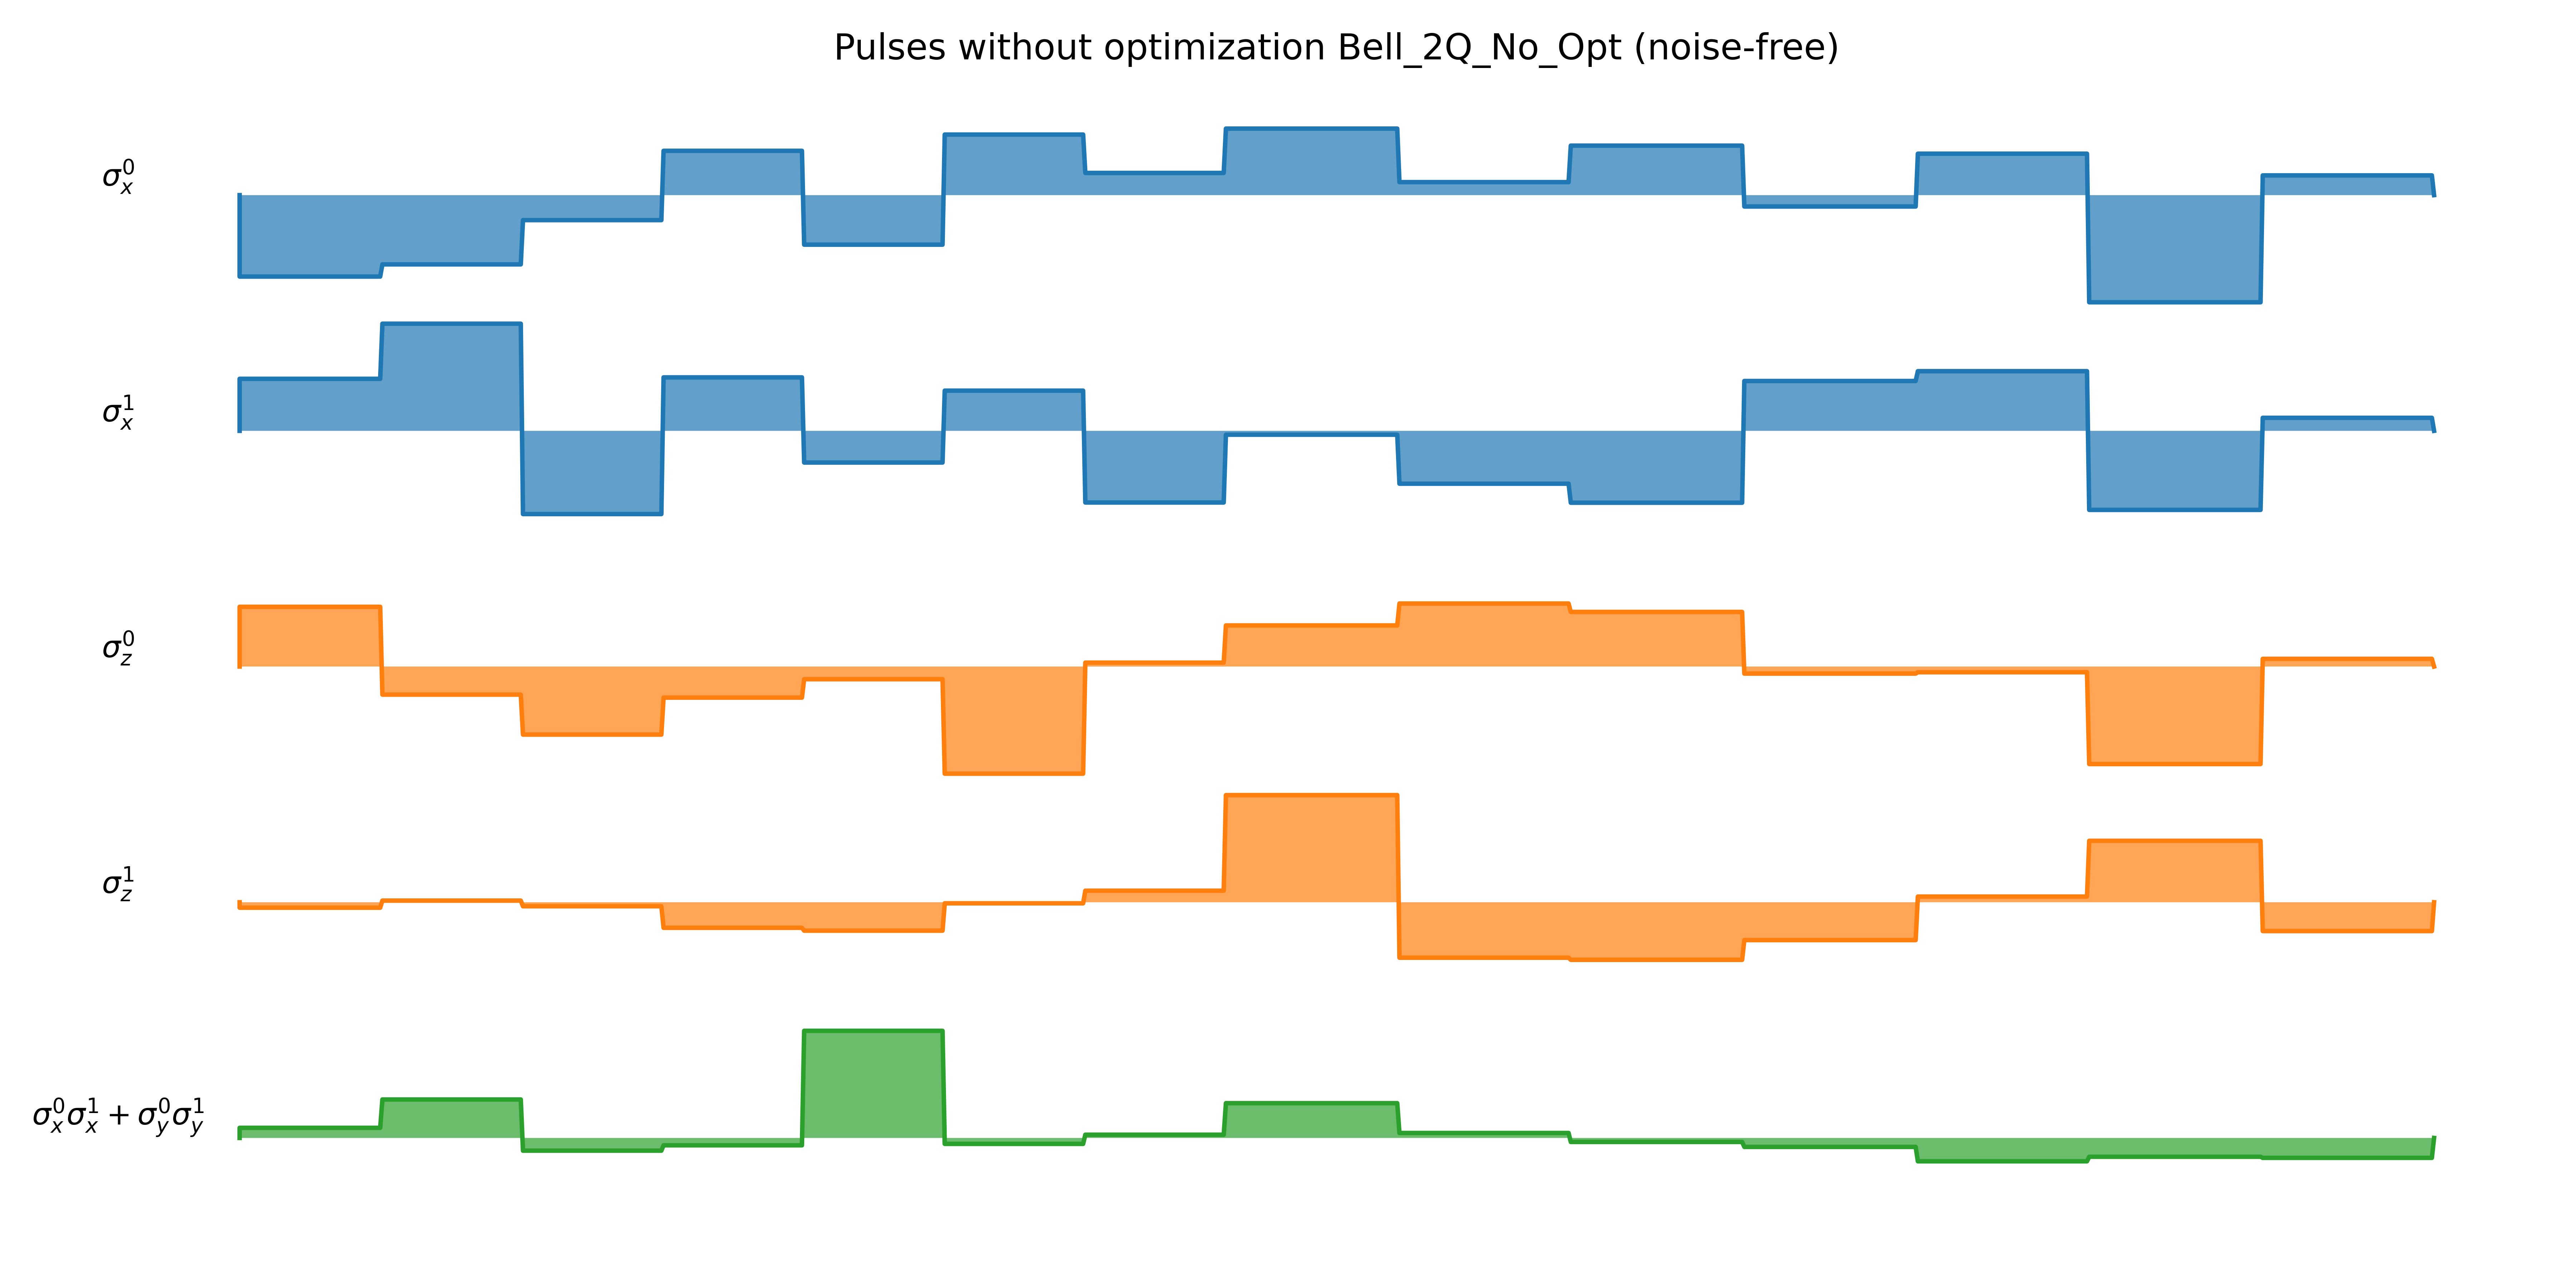 Pulses without optimization Bell_2Q_No_Opt (noise-free)
σ_x^0
σ_x^1
σ_z^0
σ_z^1
σ_x^0σ_x^1 + σ_y^0σ_y^1